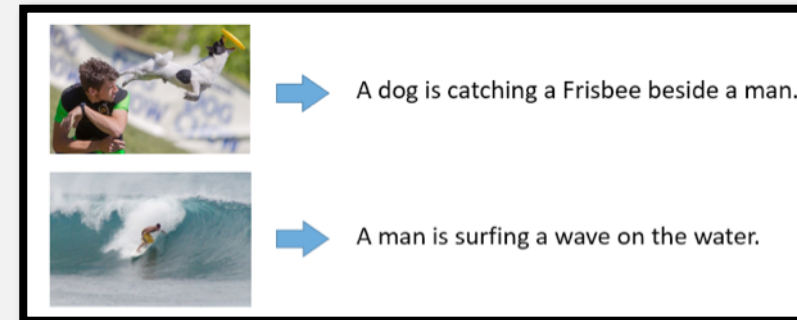 A dog is catching a Frisbee beside a man.
A man is surfing a wave on the water.